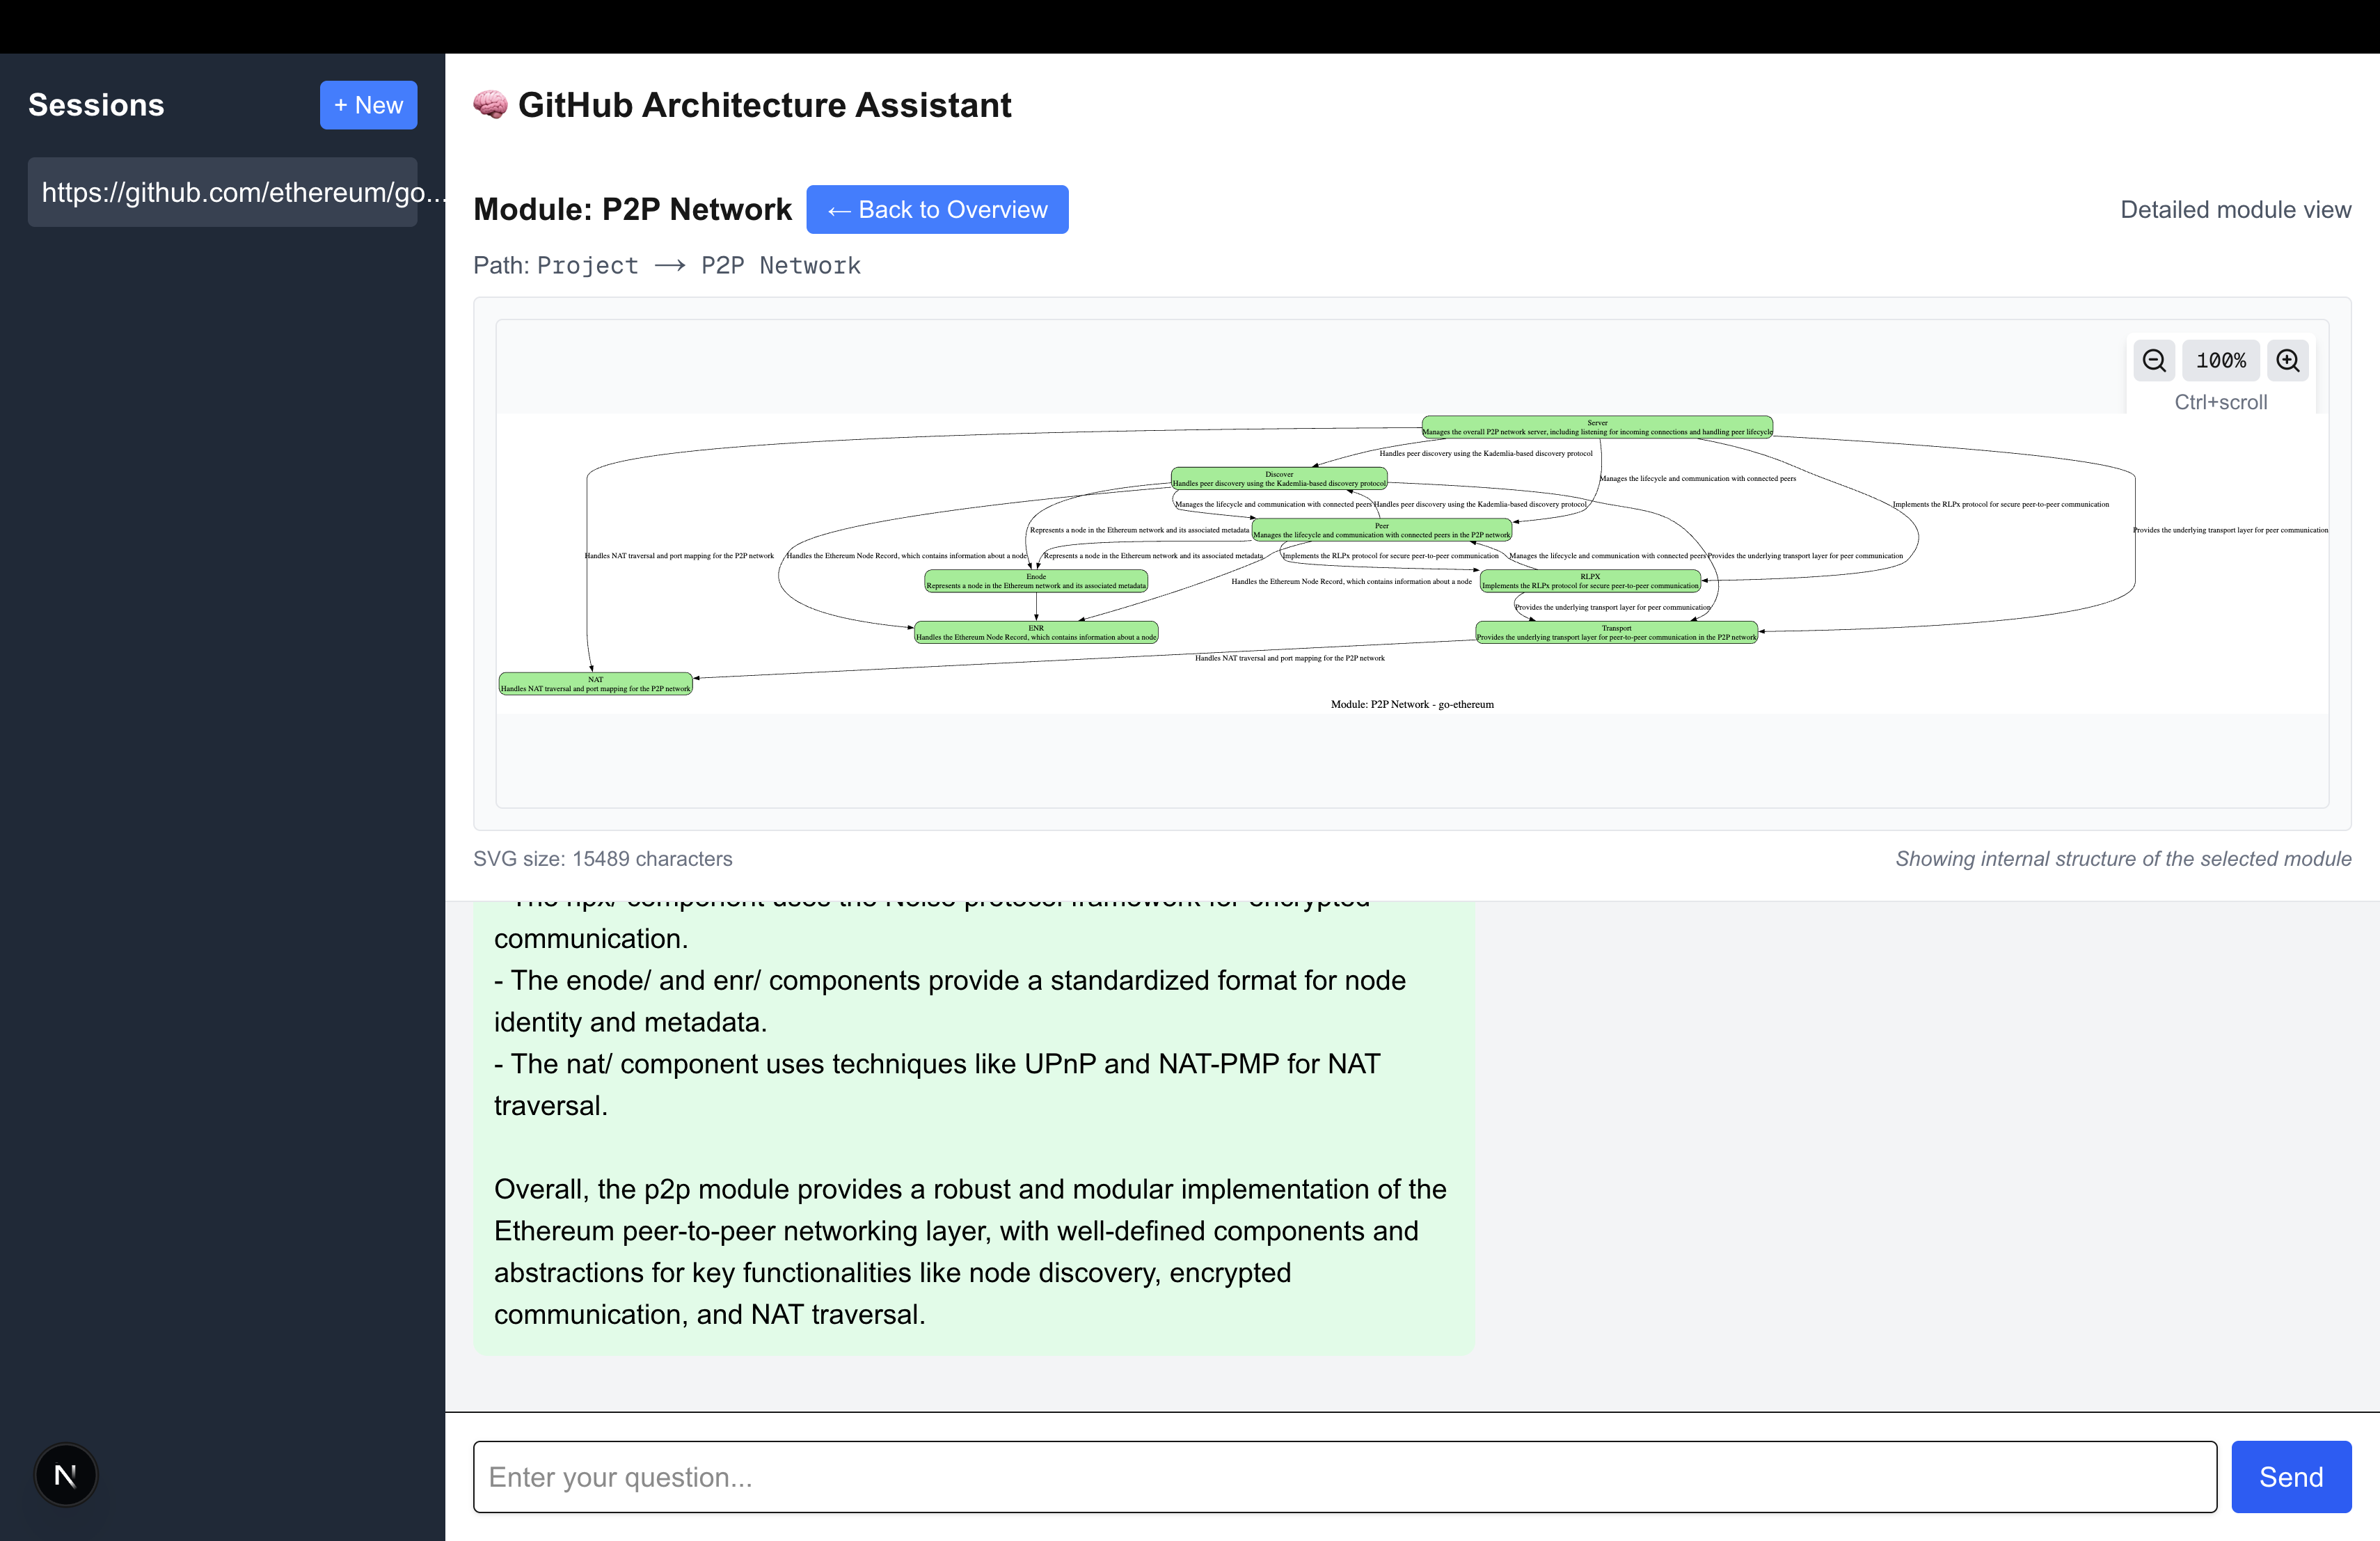 Sessions
+ New
https://github.com/ethereum/go...
🧠 GitHub Architecture Assistant
Module: P2P Network
← Back to Overview
Detailed module view
Path: Project → P2P Network
100%
Ctrl+scroll
Server
Manages the overall P2P network server, including listening for incoming connections and handling peer lifecycle
Handles peer discovery using the Kademlia-based discovery protocol
Discover
Handles peer discovery using the Kademlia-based discovery protocol
Manages the lifecycle and communication with connected peers
Manages the lifecycle and communication with connected peers
Handles peer discovery using the Kademlia-based discovery protocol
Implements the RLPx protocol for secure peer-to-peer communication
Peer
Manages the lifecycle and communication with connected peers in the P2P network
Represents a node in the Ethereum network and its associated metadata
Provides the underlying transport layer for peer communication
Handles NAT traversal and port mapping for the P2P network
Handles the Ethereum Node Record, which contains information about a node
Represents a node in the Ethereum network and its associated metadata
Implements the RLPx protocol for secure peer-to-peer communication
Manages the lifecycle and communication with connected peers
Provides the underlying transport layer for peer communication
Enode
Represents a node in the Ethereum network and its associated metadata
Handles the Ethereum Node Record, which contains information about a node
RLPX
Implements the RLPx protocol for secure peer-to-peer communication
Provides the underlying transport layer for peer communication
ENR
Handles the Ethereum Node Record, which contains information about a node
Transport
Provides the underlying transport layer for peer-to-peer communication in the P2P network
Handles NAT traversal and port mapping for the P2P network
NAT
Handles NAT traversal and port mapping for the P2P network
Module: P2P Network - go-ethereum
SVG size: 15489 characters
Showing internal structure of the selected module
component uses the Noise protocol framework for encrypted
communication.
- The enode/ and enr/ components provide a standardized format for node
identity and metadata.
- The nat/ component uses techniques like UPnP and NAT-PMP for NAT
traversal.
Overall, the p2p module provides a robust and modular implementation of the
Ethereum peer-to-peer networking layer, with well-defined components and
abstractions for key functionalities like node discovery, encrypted
communication, and NAT traversal.
N
Enter your question...
Send